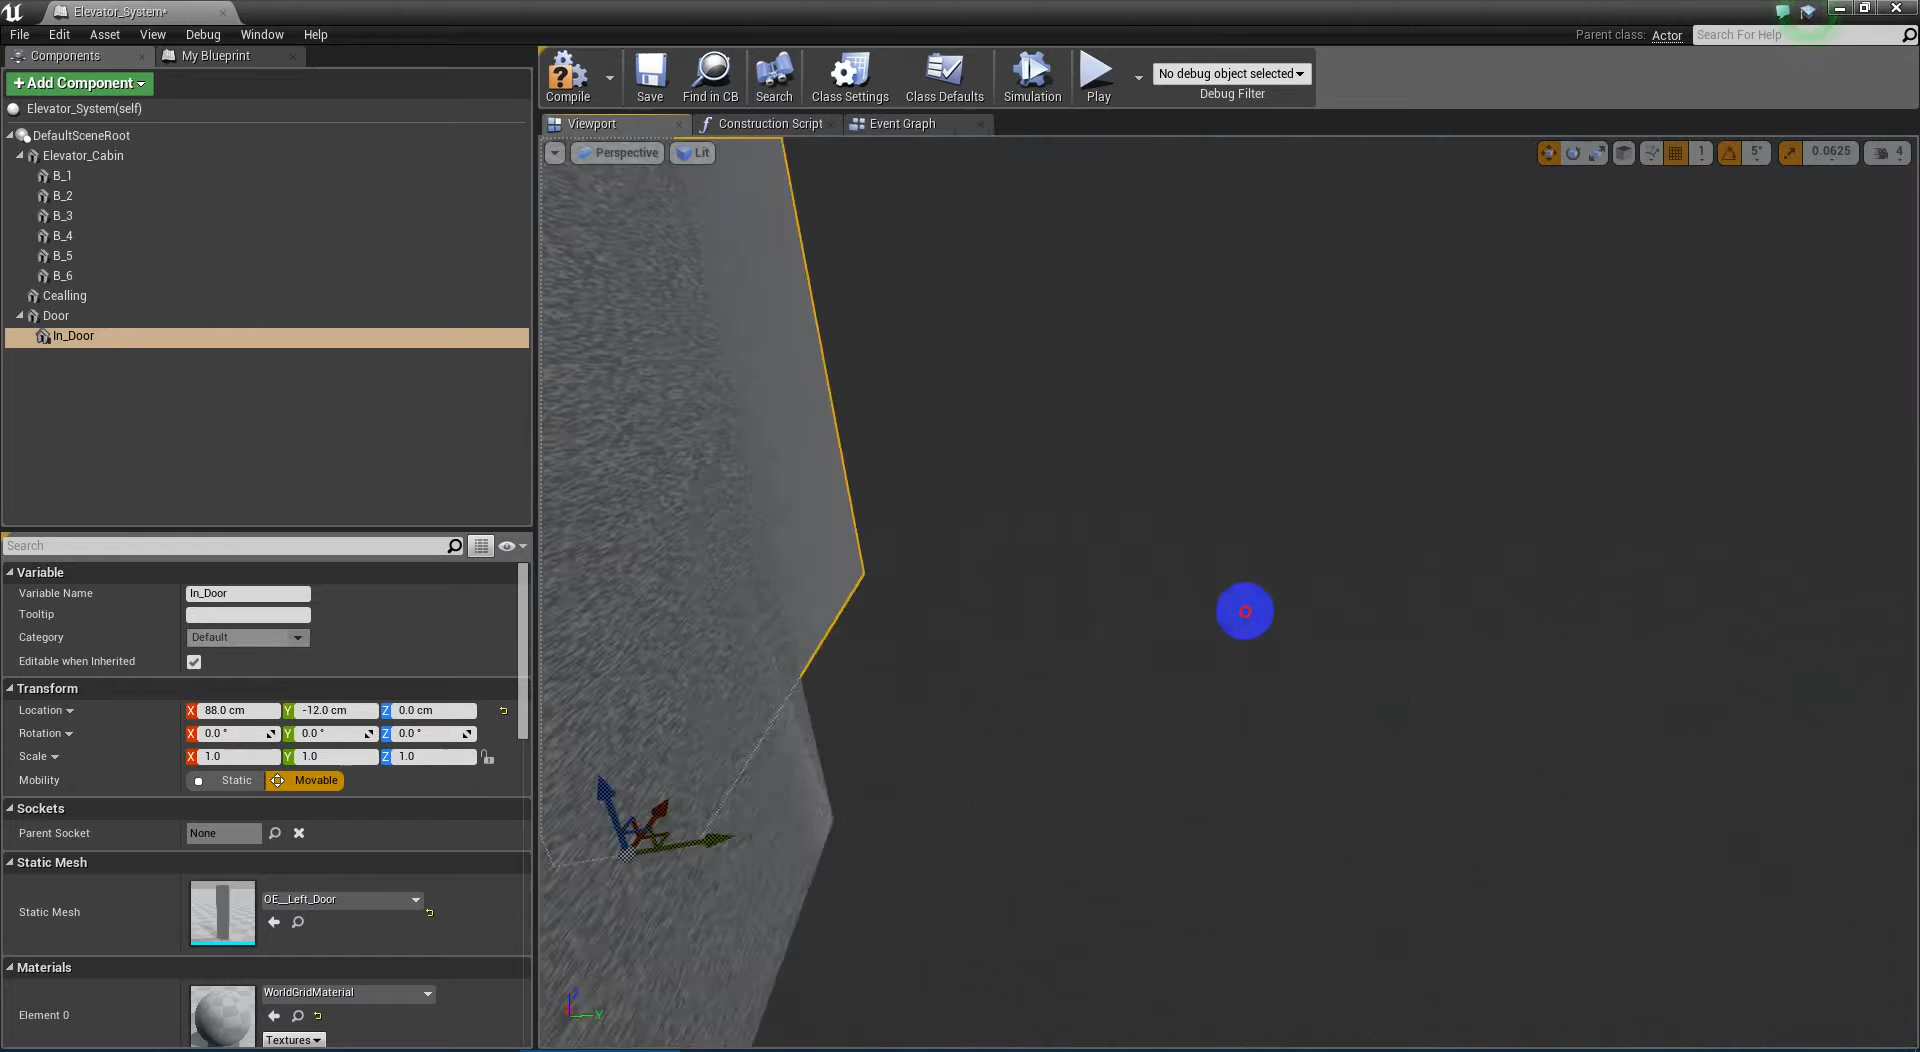 Elevator_System*
File Edit Asset View Debug Window Help
Parent class: Actor
Search For Help
Components
My Blueprint
+Add Component
Elevator_System(self)
DefaultSceneRoot
Elevator_Cabin
B_1
B_2
B_3
B_4
B_5
B_6
Cealling
Door
In_Door
Compile
Save
Find in CB
Search
Class Settings
Class Defaults
Simulation
Play
No debug object selected
Debug Filter
Viewport
Construction Script
Event Graph
Perspective
Lit
1
5°
0.0625
4
Search
Variable
Variable Name In_Door
Tooltip
Category Default
Editable when Inherited
Transform
Location X 88.0 cm Y -12.0 cm Z 0.0 cm
Rotation X 0.0 ° Y 0.0 ° Z 0.0 °
Scale X 1.0 Y 1.0 Z 1.0
Mobility Static Movable
Sockets
Parent Socket None
Static Mesh
Static Mesh OE__Left_Door
Materials
Element 0 WorldGridMaterial
Textures
Z
Y